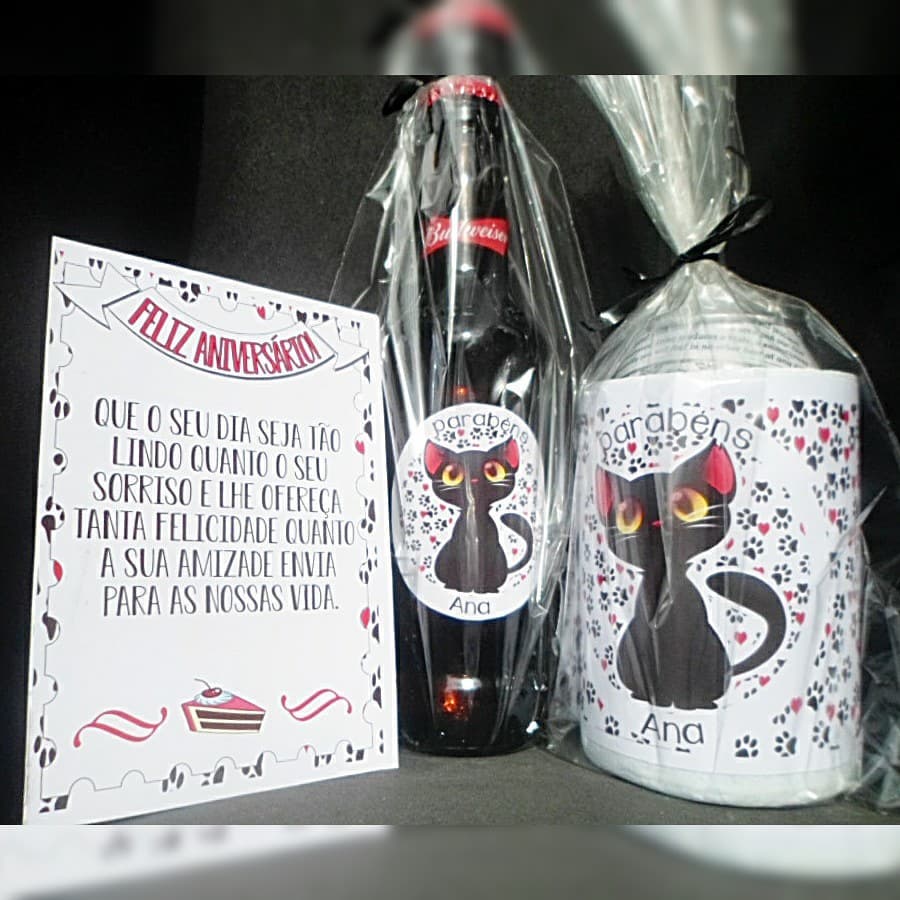 FELIZ ANIVERSÁRIO!
QUE O SEU DIA SEJA TÃO
LINDO QUANTO O SEU
SORRISO E LHE OFEREÇA
TANTA FELICIDADE QUANTO
A SUA AMIZADE ENVIA
PARA AS NOSSAS VIDA.
Budweiser
parabéns
Ana
parabéns
Ana